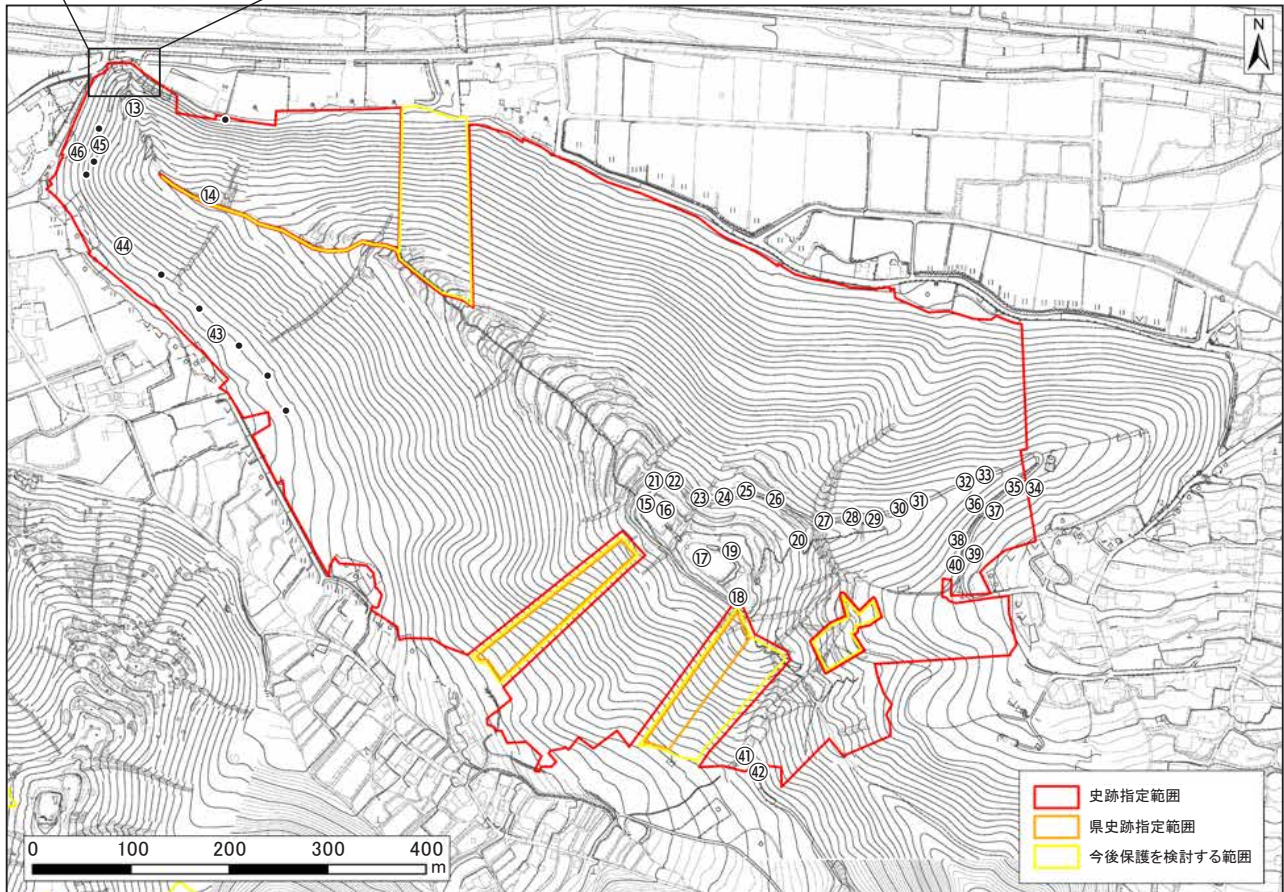 N
⑬
㊻ ㊺
⑭
㊹
㊸
㉑ ㉒
⑮ ⑯
㉓ ㉔ ㉕ ㉖
⑰ ⑲
⑱
⑳
㉗ ㉘ ㉙ ㉚ ㉛
㉜ ㉝
㉟ ㉞
㊱ ㊲
㊳ ㊴
㊵
㊶
㊷
史跡指定範囲
県史跡指定範囲
今後保護を検討する範囲
0 100 200 300 400
m